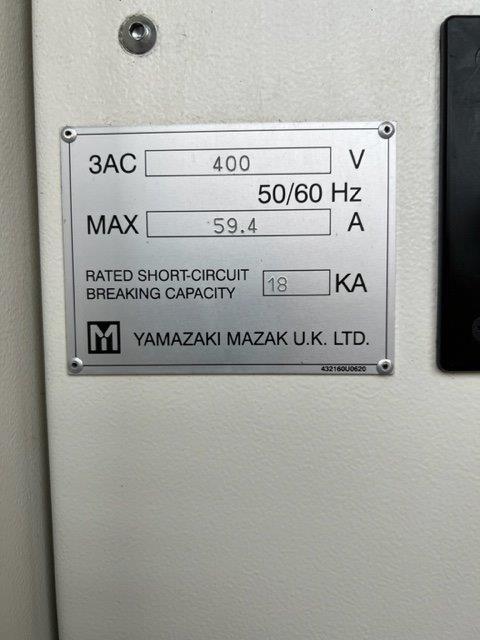 3AC 400 V
50/60 Hz
MAX 59.4 A
RATED SHORT-CIRCUIT
BREAKING CAPACITY 18 KA
M YAMAZAKI MAZAK U.K. LTD.
432160U0620